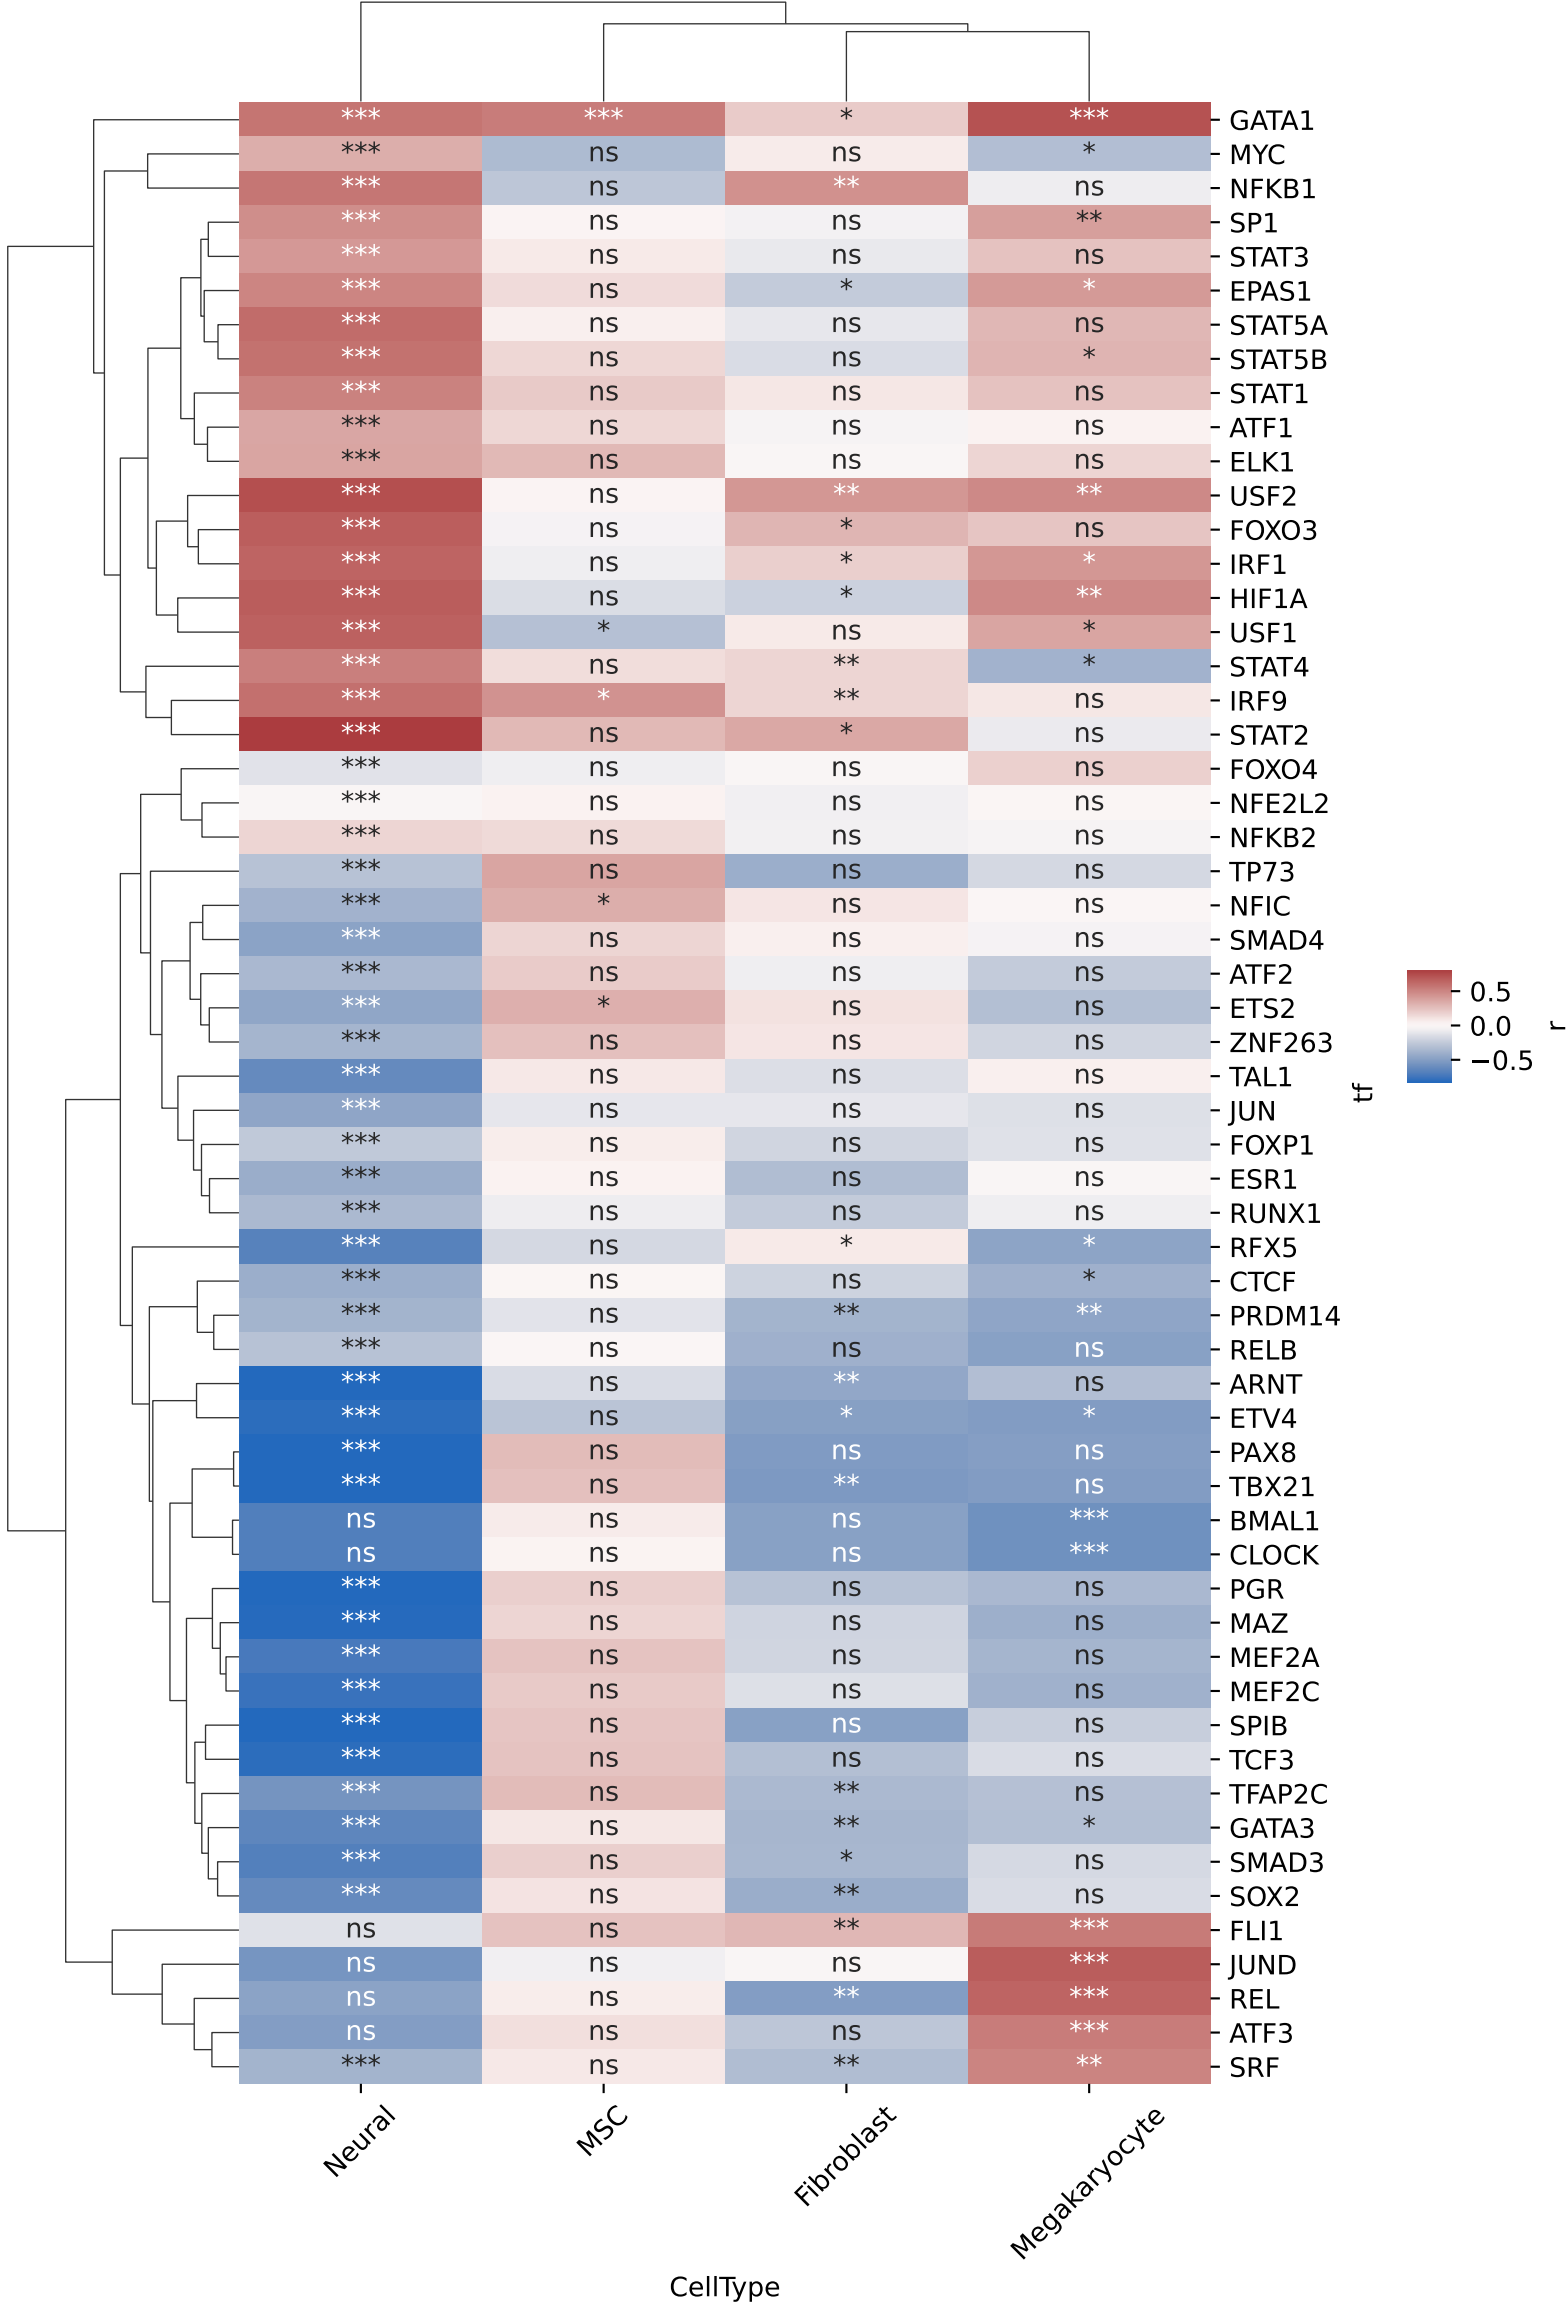 *** *** * *** GATA1
*** ns ns * MYC
*** ns ** ns NFKB1
*** ns ns ** SP1
*** ns ns ns STAT3
*** ns * * EPAS1
*** ns ns ns STAT5A
*** ns ns * STAT5B
*** ns ns ns STAT1
*** ns ns ns ATF1
*** ns ns ns ELK1
*** ns ** ** USF2
*** ns * ns FOXO3
*** ns * * IRF1
*** ns * ** HIF1A
*** * ns * USF1
*** ns ** * STAT4
*** * ** ns IRF9
*** ns * ns STAT2
*** ns ns ns FOXO4
*** ns ns ns NFE2L2
*** ns ns ns NFKB2
*** ns ns ns TP73
*** * ns ns NFIC
*** ns ns ns SMAD4
*** ns ns ns ATF2
*** * ns ns ETS2
*** ns ns ns ZNF263
*** ns ns ns TAL1
*** ns ns ns JUN
*** ns ns ns FOXP1
*** ns ns ns ESR1
*** ns ns ns RUNX1
*** ns * * RFX5
*** ns ns * CTCF
*** ns ** ** PRDM14
*** ns ns ns RELB
*** ns ** ns ARNT
*** ns * * ETV4
*** ns ns ns PAX8
*** ns ** ns TBX21
ns ns ns *** BMAL1
ns ns ns *** CLOCK
*** ns ns ns PGR
*** ns ns ns MAZ
*** ns ns ns MEF2A
*** ns ns ns MEF2C
*** ns ns ns SPIB
*** ns ns ns TCF3
*** ns ** ns TFAP2C
*** ns ** * GATA3
*** ns * ns SMAD3
*** ns ** ns SOX2
ns ns ** *** FLI1
ns ns ns *** JUND
ns ns ** *** REL
ns ns ns *** ATF3
*** ns ** ** SRF
Neural MSC Fibroblast Megakaryocyte
CellType
tf
0.5
0.0
−0.5
r